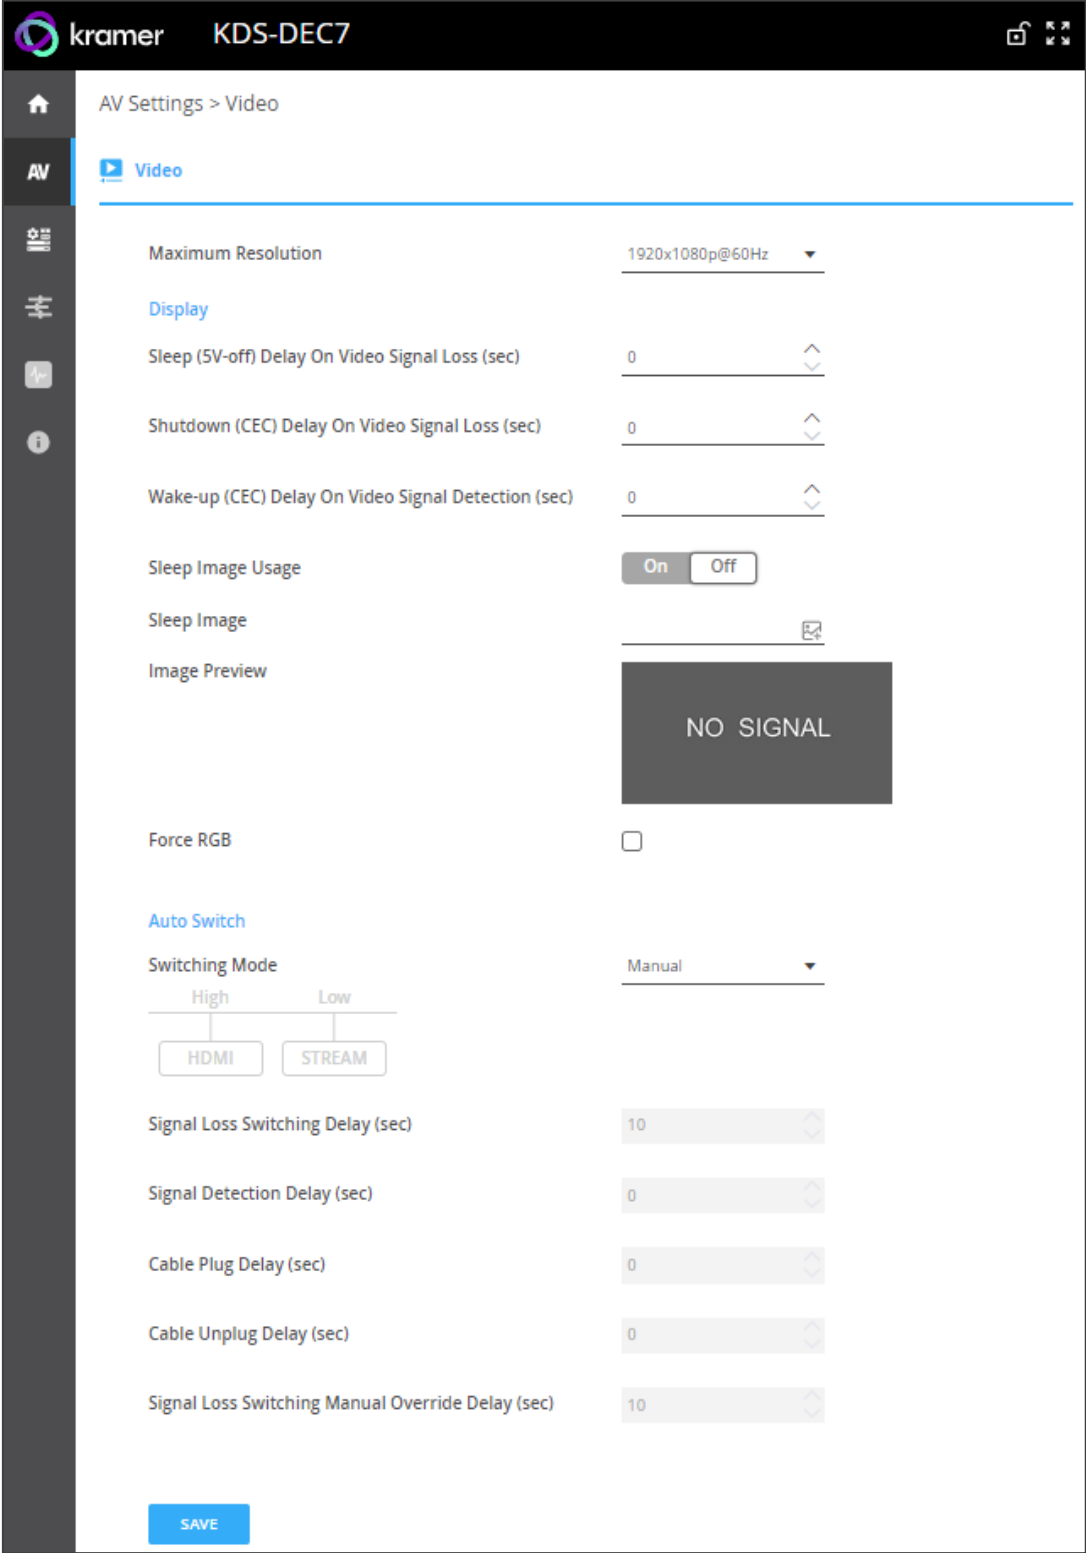 kramer KDS-DEC7
AV Settings > Video
AV
Video
Maximum Resolution 1920x1080p@60Hz
Display
Sleep (5V-off) Delay On Video Signal Loss (sec) 0
Shutdown (CEC) Delay On Video Signal Loss (sec) 0
Wake-up (CEC) Delay On Video Signal Detection (sec) 0
Sleep Image Usage On Off
Sleep Image
Image Preview
NO SIGNAL
Force RGB
Auto Switch
Switching Mode Manual
High Low
HDMI STREAM
Signal Loss Switching Delay (sec) 10
Signal Detection Delay (sec) 0
Cable Plug Delay (sec) 0
Cable Unplug Delay (sec) 0
Signal Loss Switching Manual Override Delay (sec) 10
SAVE